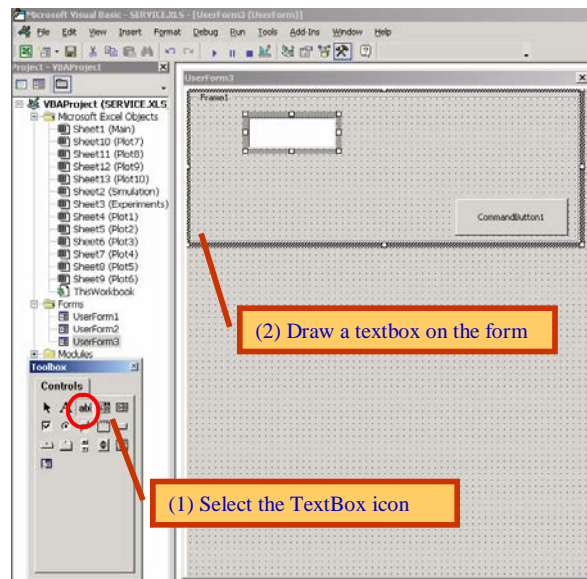 Microsoft Visual Basic - SERVICE.XLS - [UserForm3 (UserForm)]
File Edit View Insert Format Debug Run Tools Add-Ins Window Help
Project - VBAProject
UserForm3
VBAProject (SERVICE.XLS
Microsoft Excel Objects
Sheet1 (Main)
Sheet10 (Plot7)
Sheet11 (Plot8)
Sheet12 (Plot9)
Sheet13 (Plot10)
Sheet2 (Simulation)
Sheet3 (Experiments)
Sheet4 (Plot1)
Sheet5 (Plot2)
Sheet6 (Plot3)
Sheet7 (Plot4)
Sheet8 (Plot5)
Sheet9 (Plot6)
ThisWorkbook
Forms
UserForm1
UserForm2
UserForm3
Modules
Frame1
CommandButton1
(2) Draw a textbox on the form
Toolbox
Controls
A abl
(1) Select the TextBox icon